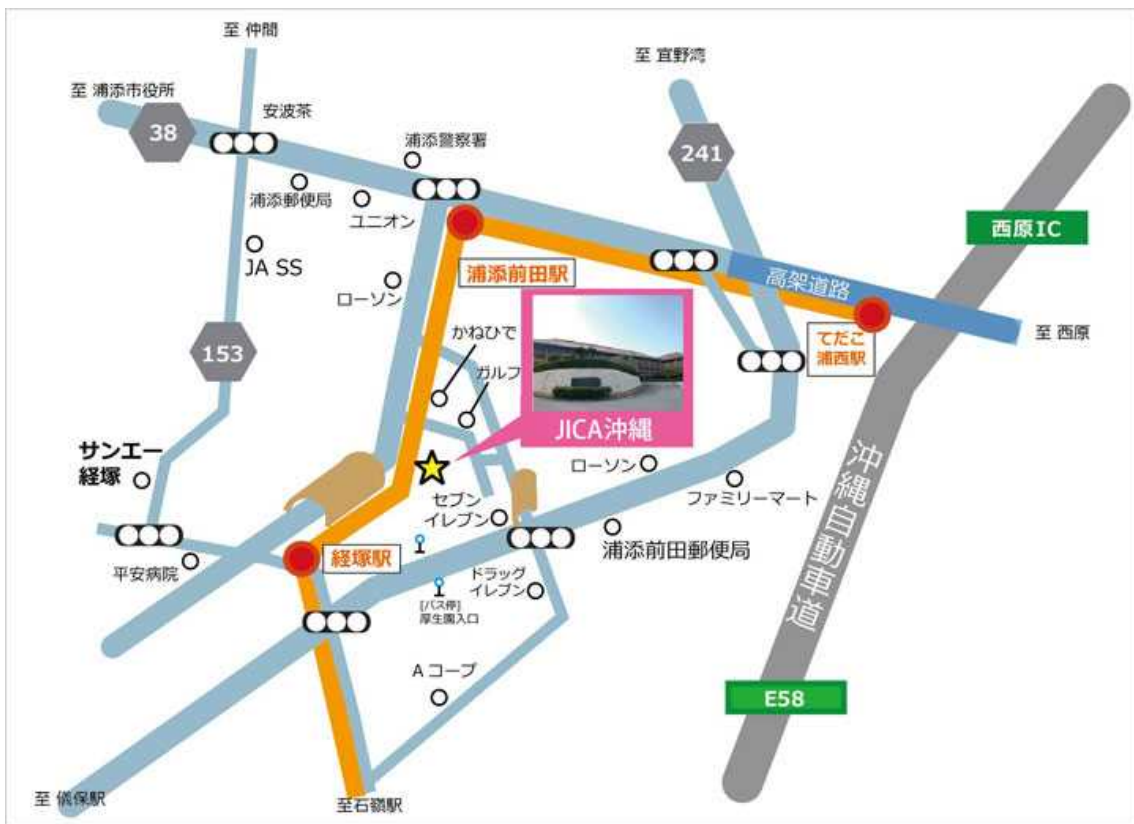 至 仲間
至 宜野湾
至 浦添市役所
安波茶
38
浦添警察署
241
浦添郵便局
ユニオン
西原IC
JA SS
浦添前田駅
高架道路
ローソン
至 西原
かねひで
てだこ
浦西駅
153
ガルフ
JICA沖縄
サンエー
経塚
ローソン
ファミリーマート
セブン
イレブン
沖縄自動車道
浦添前田郵便局
経塚駅
平安病院
ドラッグ
イレブン
[バス停]
厚生園入口
Aコープ
E58
至 儀保駅
至石嶺駅